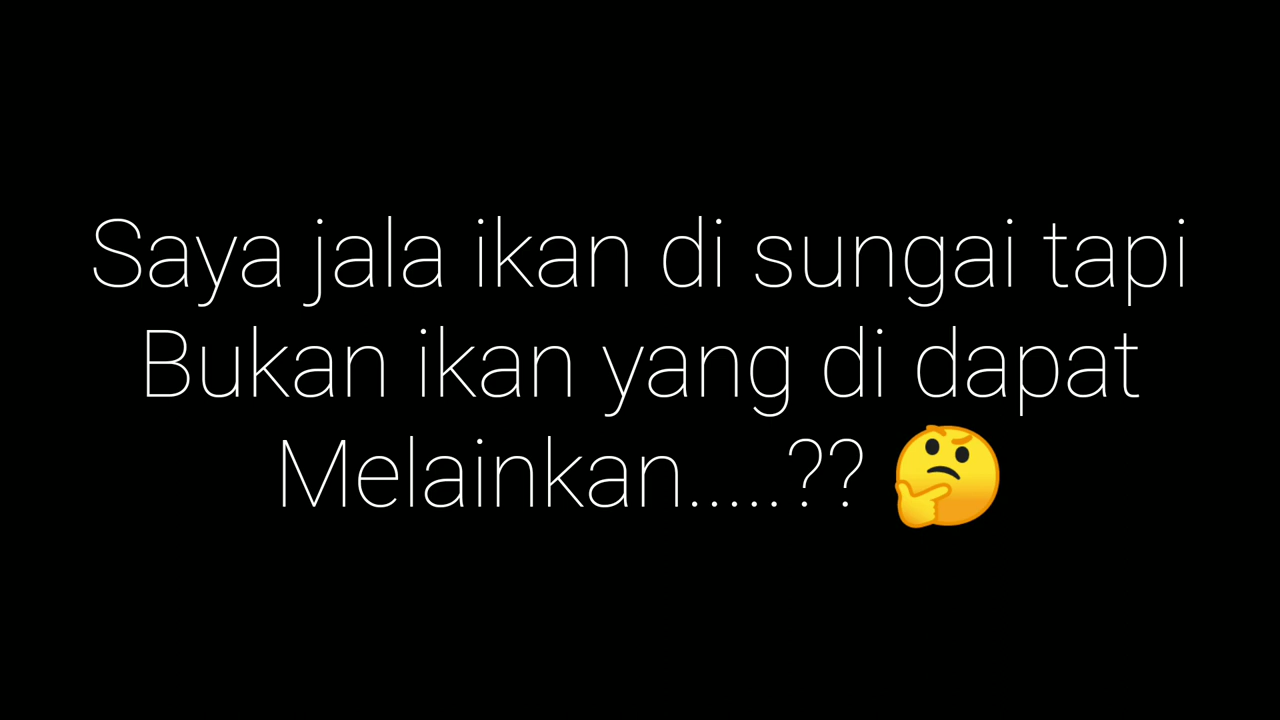 Saya jala ikan di sungai tapi
Bukan ikan yang di dapat
Melainkan.....?? 🤔